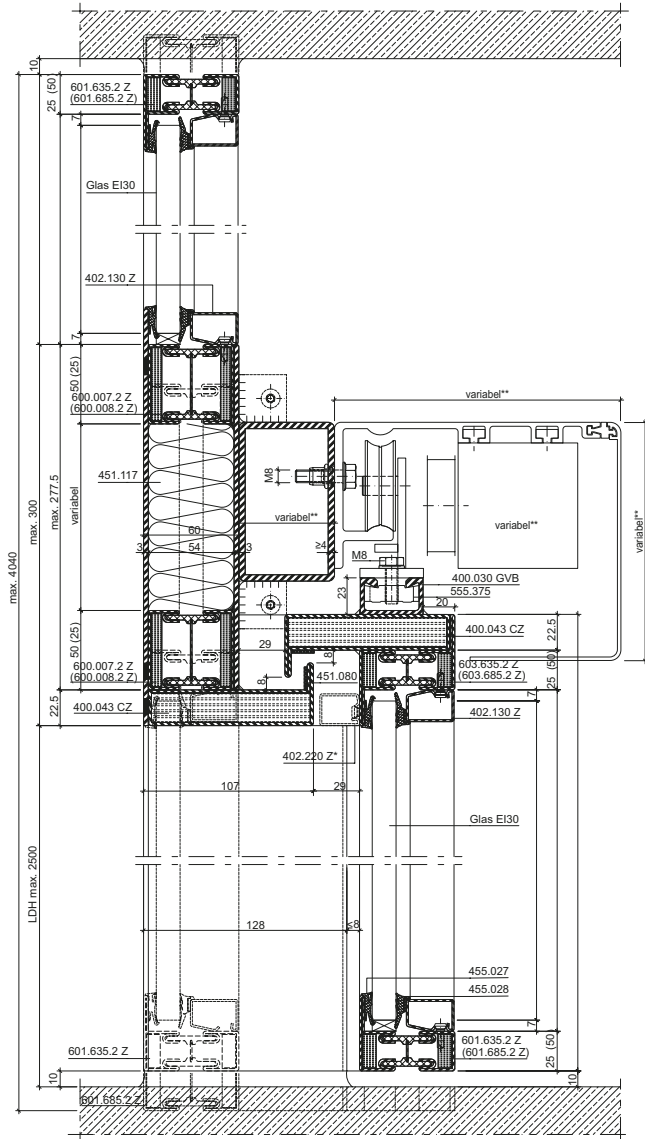 10
601.635.2 Z
(601.685.2 Z)
25 (50)
7
Glas EI30
402.130 Z
7
50 (25)
600.007.2 Z
(600.008.2 Z)
variabel**
M8
451.117
variabel
max. 277.5
max. 300
max. 4040
60
3
54
3
variabel**
≥4
variabel**
variabel**
M8
400.030 GVB
555.375
23
20
400.043 CZ
22.5
50 (25)
29
8
8
451.080
600.007.2 Z
(600.008.2 Z)
603.635.2 Z
(603.685.2 Z)
25 (50)
7
22.5
400.043 CZ
402.130 Z
402.220 Z*
107
29
Glas EI30
LDH max. 2500
128
≤8
455.027
455.028
7
601.635.2 Z
601.635.2 Z
(601.685.2 Z)
25 (50)
10
601.685.2 Z
10